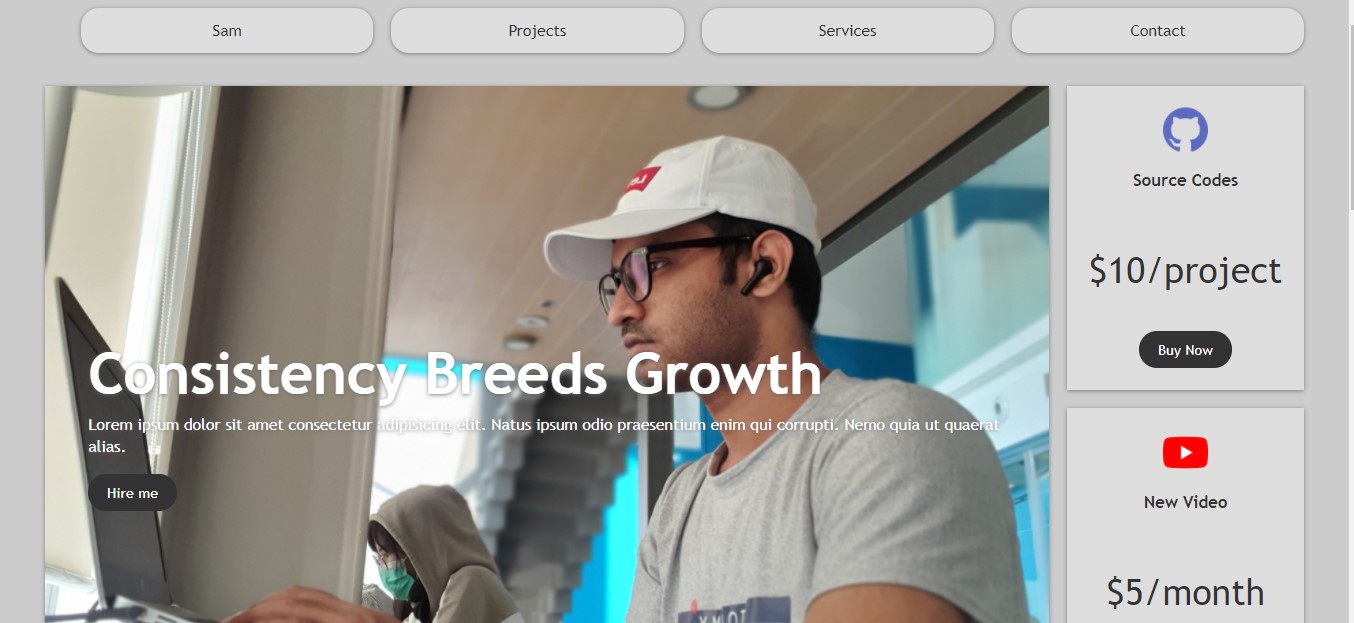 Sam
Projects
Services
Contact
Consistency Breeds Growth
Lorem ipsum dolor sit amet consectetur adipisicing elit. Natus ipsum odio praesentium enim qui corrupti. Nemo quia ut quaerat
alias.
Hire me
Source Codes
$10/project
Buy Now
New Video
$5/month